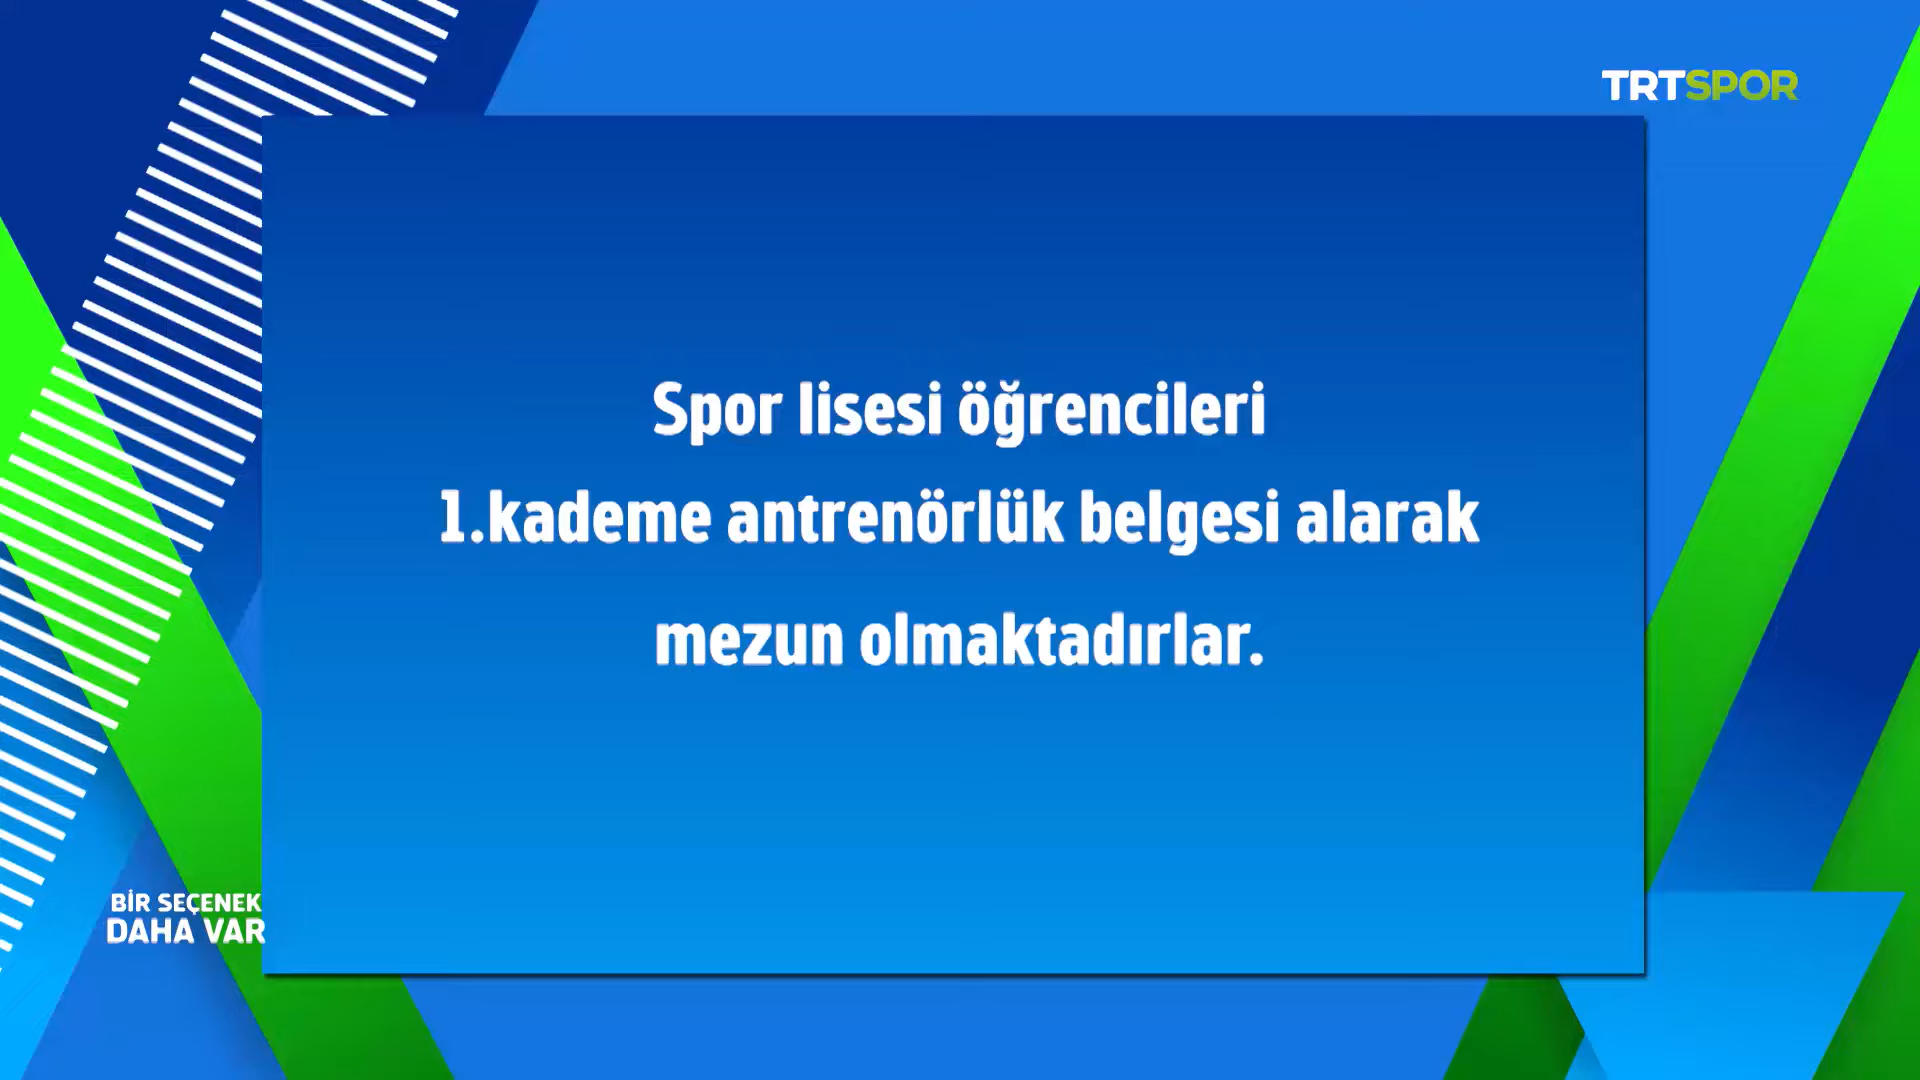 TRTSPOR
Spor lisesi öğrencileri
1.kademe antrenörlük belgesi alarak
mezun olmaktadırlar.
BİR SEÇENEK
DAHA VAR